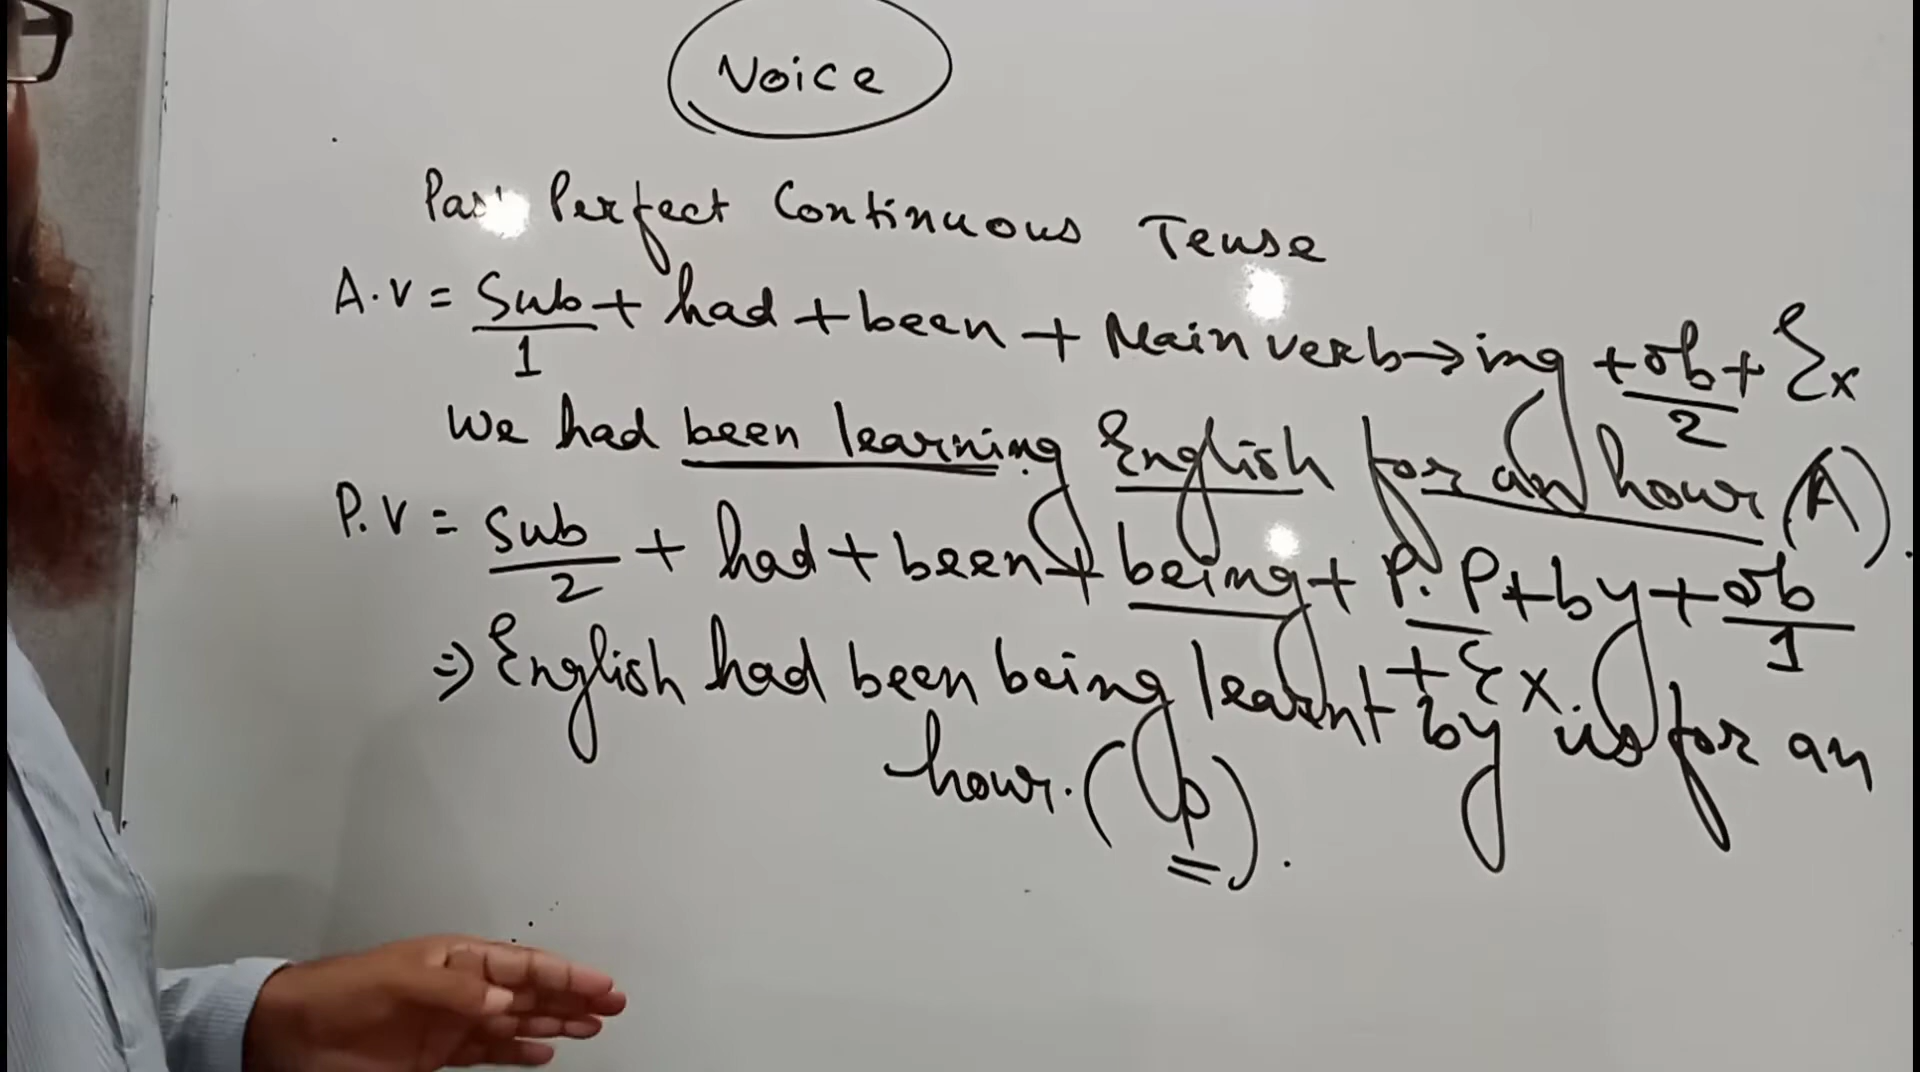 Voice
Past Perfect Continuous Tense
A.V = Sub/1 + had + been + Main verb → ing + ob/2 + Ex
We had been learning English for an hour (A).
P.V = Sub/2 + had + been + being + P.P + by + ob/1
+ Ex.
⇒ English had been being learnt by us for an
hour. (P).